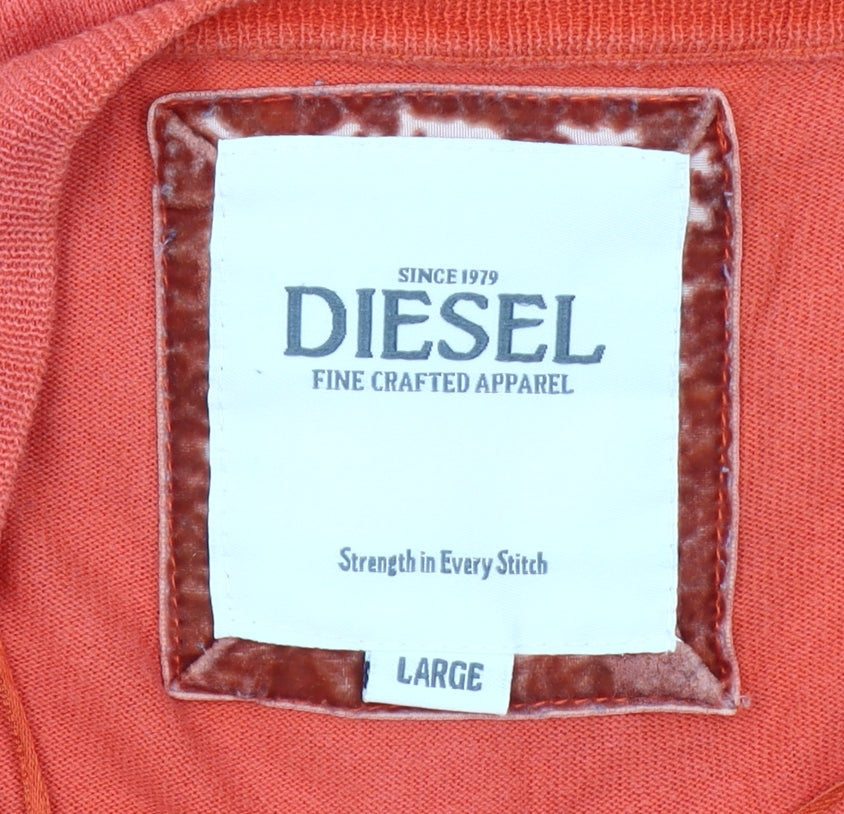 SINCE 1979
DIESEL
FINE CRAFTED APPAREL
Strength in Every Stitch
LARGE